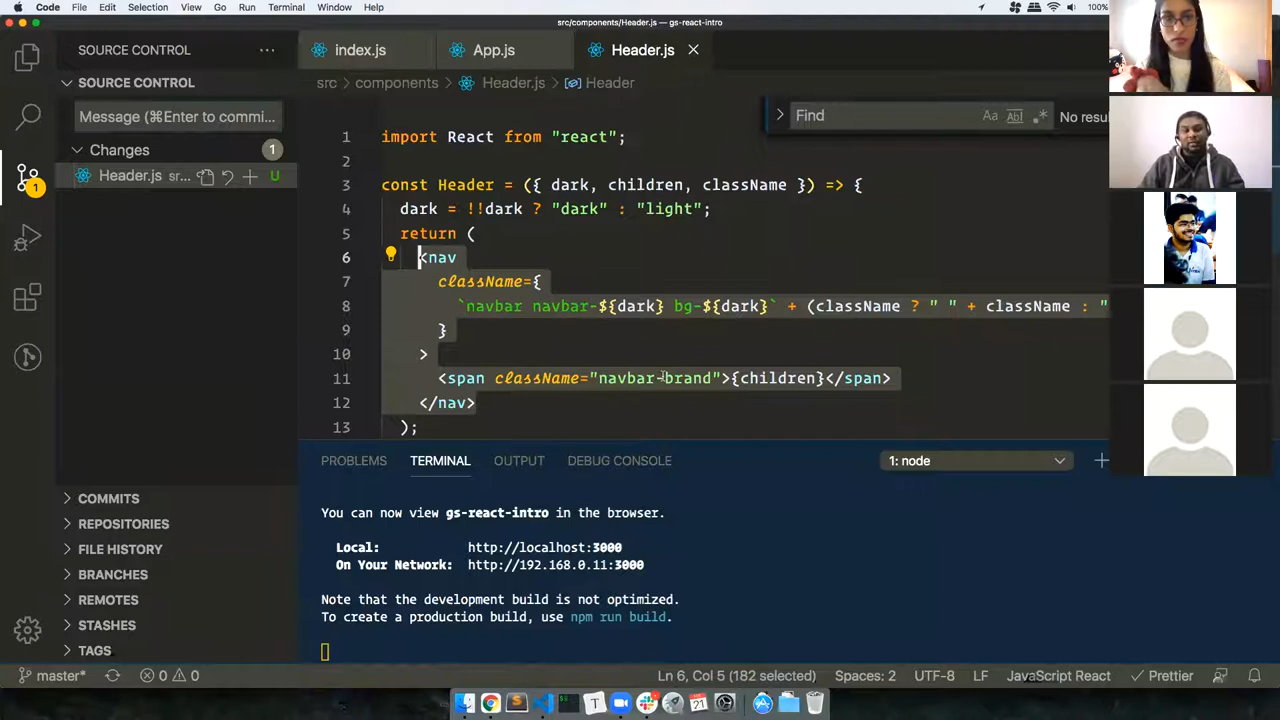 Code File Edit Selection View Go Run Terminal Window Help 100%
src/components/Header.js — gs-react-intro
SOURCE CONTROL ···
index.js App.js Header.js
SOURCE CONTROL
src > components > Header.js > Header
Message (⌘Enter to commi...
Find Aa Abl .* No resu
Changes 1
Header.js src... U
1
1 import React from "react";
2
3 const Header = ({ dark, children, className }) => {
4 dark = !!dark ? "dark" : "light";
5 return (
6 <nav
7 className={
8 `navbar navbar-${dark} bg-${dark}` + (className ? " " + className : "
9 }
10 >
11 <span className="navbar-brand">{children}</span>
12 </nav>
13 );
PROBLEMS TERMINAL OUTPUT DEBUG CONSOLE 1: node
You can now view gs-react-intro in the browser.
Local: http://localhost:3000
On Your Network: http://192.168.0.11:3000
Note that the development build is not optimized.
To create a production build, use npm run build.
COMMITS
REPOSITORIES
FILE HISTORY
BRANCHES
REMOTES
STASHES
TAGS
master* 0 0 Ln 6, Col 5 (182 selected) Spaces: 2 UTF-8 LF JavaScript React Prettier
T 21